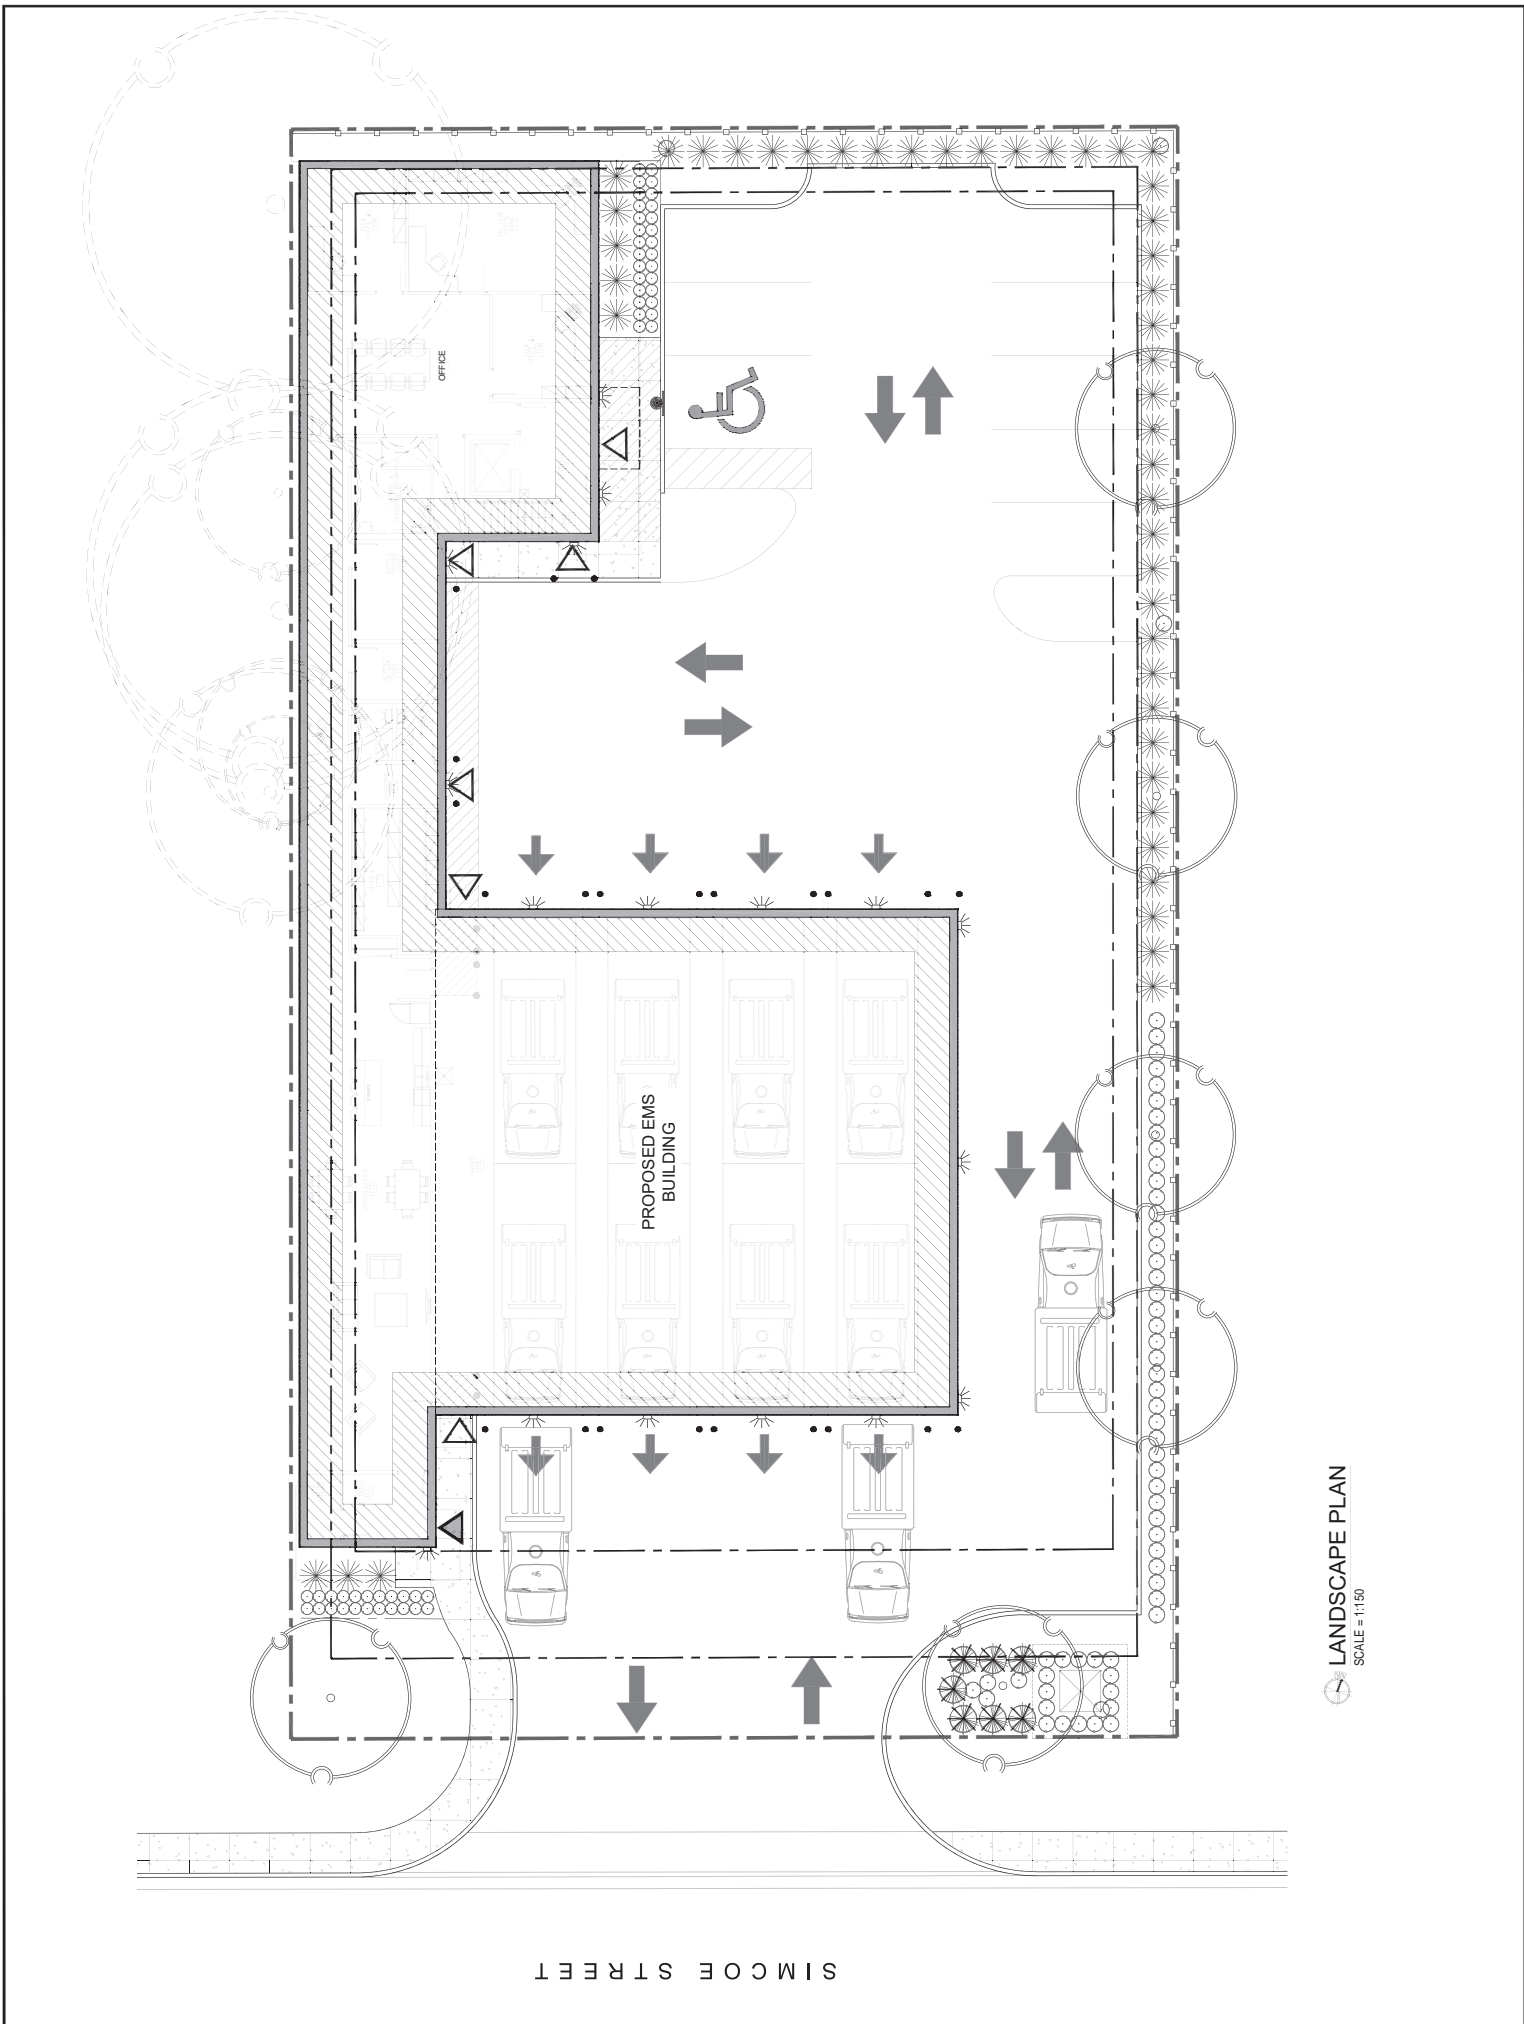 OFFICE
PROPOSED EMS
BUILDING
LANDSCAPE PLAN
SCALE = 1:150
SIMCOE STREET